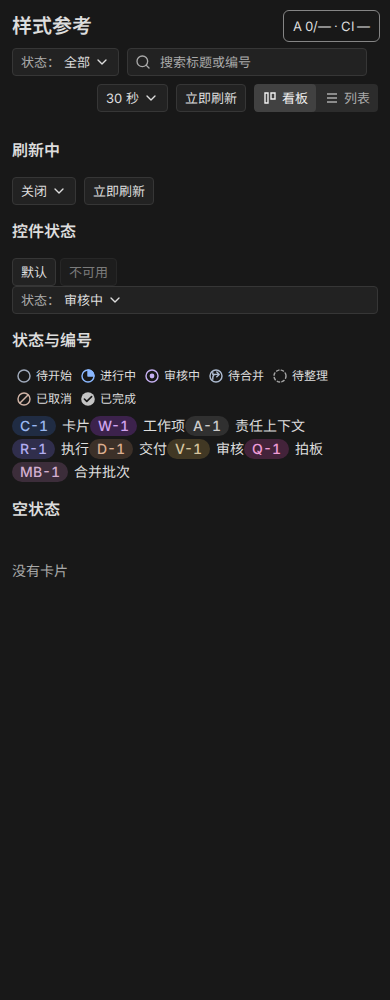 样式参考
A 0/— · CI —
状态： 全部
搜索标题或编号
30 秒
立即刷新
看板
列表
刷新中
关闭
立即刷新
控件状态
默认 不可用
状态： 审核中
状态与编号
待开始 进行中 审核中 待合并 待整理
已取消 已完成
C-1 卡片 W-1 工作项 A-1 责任上下文
R-1 执行 D-1 交付 V-1 审核 Q-1 拍板
MB-1 合并批次
空状态
没有卡片